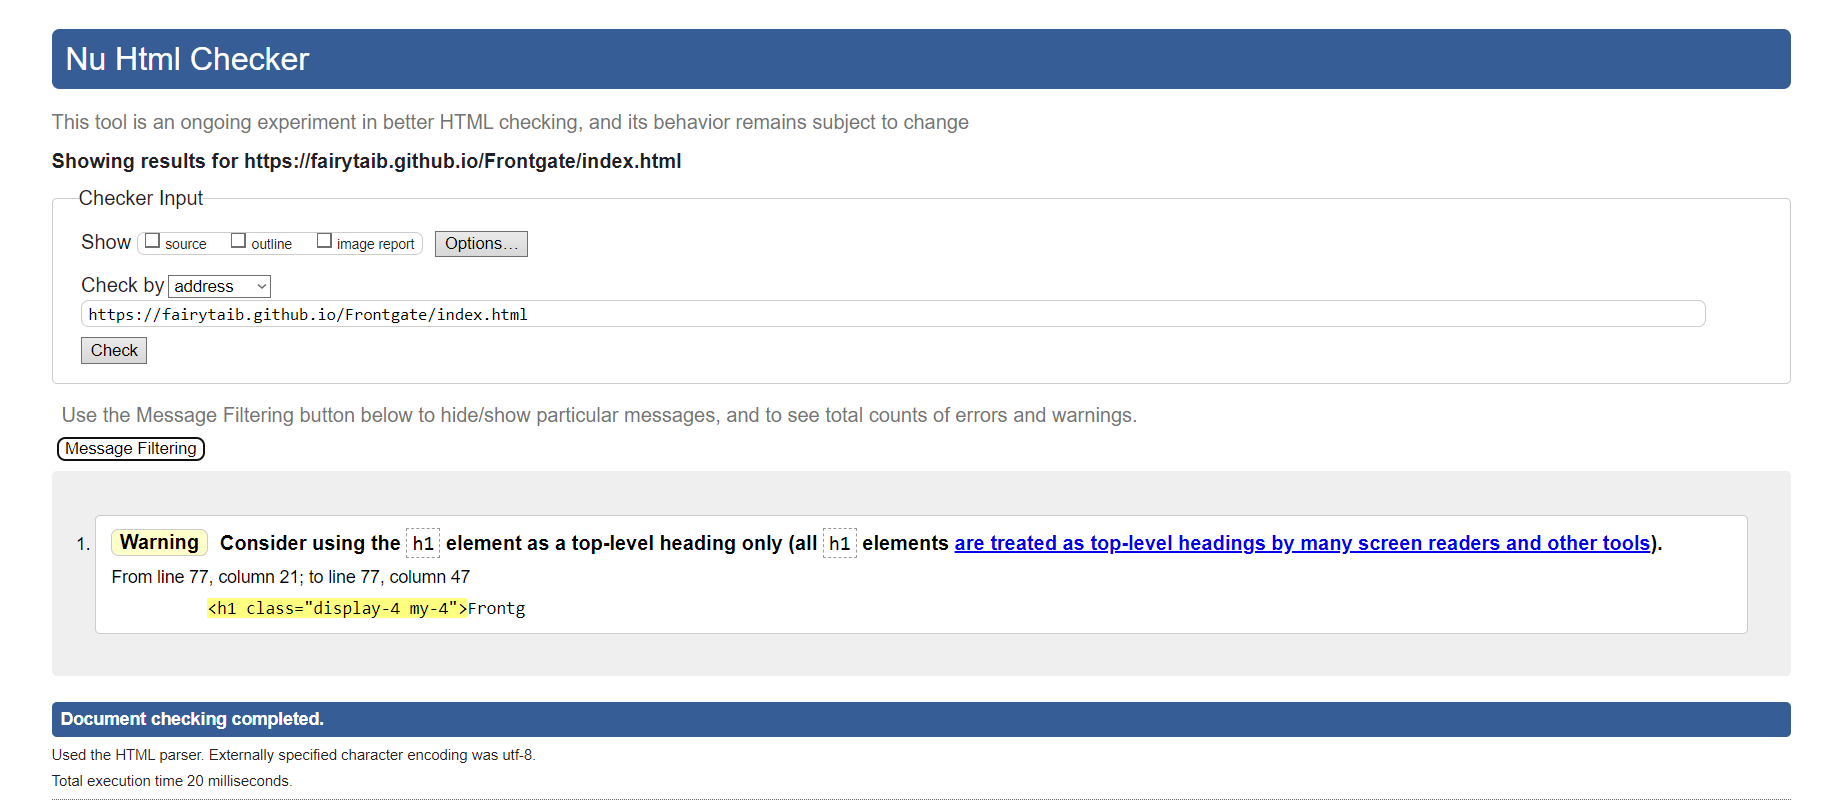 Nu Html Checker
This tool is an ongoing experiment in better HTML checking, and its behavior remains subject to change
Showing results for https://fairytaib.github.io/Frontgate/index.html
Checker Input
Show source outline image report Options...
Check by address
https://fairytaib.github.io/Frontgate/index.html
Check
Use the Message Filtering button below to hide/show particular messages, and to see total counts of errors and warnings.
Message Filtering
1. Warning Consider using the h1 element as a top-level heading only (all h1 elements are treated as top-level headings by many screen readers and other tools).
From line 77, column 21; to line 77, column 47
<h1 class="display-4 my-4">Frontg
Document checking completed.
Used the HTML parser. Externally specified character encoding was utf-8.
Total execution time 20 milliseconds.